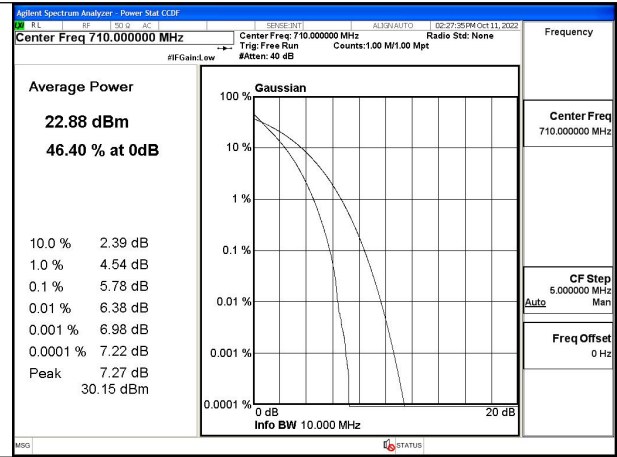 Agilent Spectrum Analyzer - Power Stat CCDF
RL RF 50 Ω AC SENSE:INT ALIGN AUTO 02:27:35PM Oct 11, 2022
Center Freq 710.000000 MHz
Center Freq: 710.000000 MHz Radio Std: None
Trig: Free Run Counts:1.00 M/1.00 Mpt
#IFGain:Low #Atten: 40 dB
Frequency
Average Power
22.88 dBm
46.40 % at 0dB
10.0 % 2.39 dB
1.0 % 4.54 dB
0.1 % 5.78 dB
0.01 % 6.38 dB
0.001 % 6.98 dB
0.0001 % 7.22 dB
Peak 7.27 dB
30.15 dBm
Gaussian
100 %
10 %
1 %
0.1 %
0.01 %
0.001 %
0.0001 %
0 dB 20 dB
Info BW 10.000 MHz
Center Freq
710.000000 MHz
CF Step
5.000000 MHz
Auto Man
Freq Offset
0 Hz
MSG STATUS